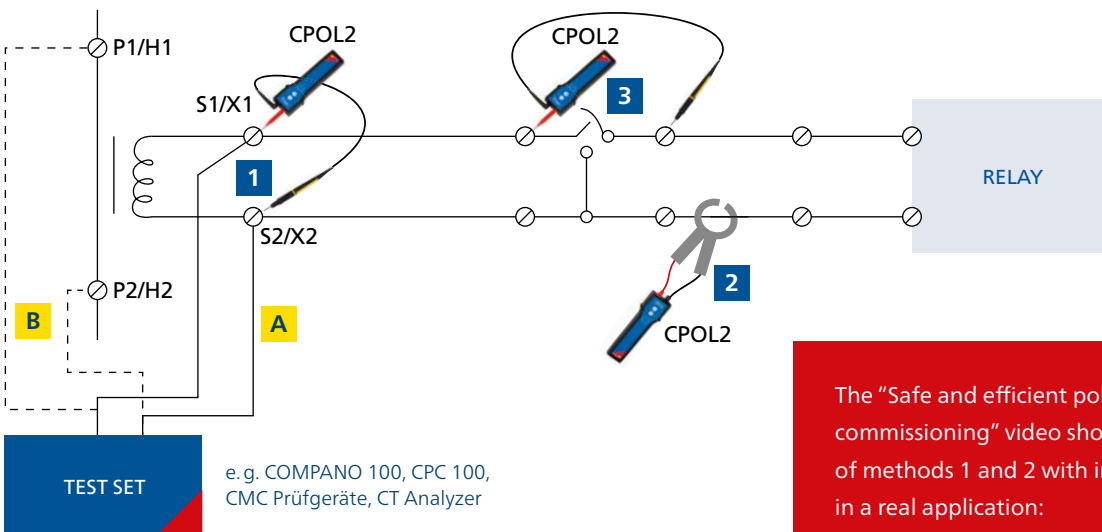 P1/H1
CPOL2
CPOL2
S1/X1
3
1
RELAY
S2/X2
2
P2/H2
B
A
CPOL2
TEST SET
e.g. COMPANO 100, CPC 100,
CMC Prüfgeräte, CT Analyzer
The “Safe and efficient
commissioning” video
of methods 1 and 2 with
in a real application: